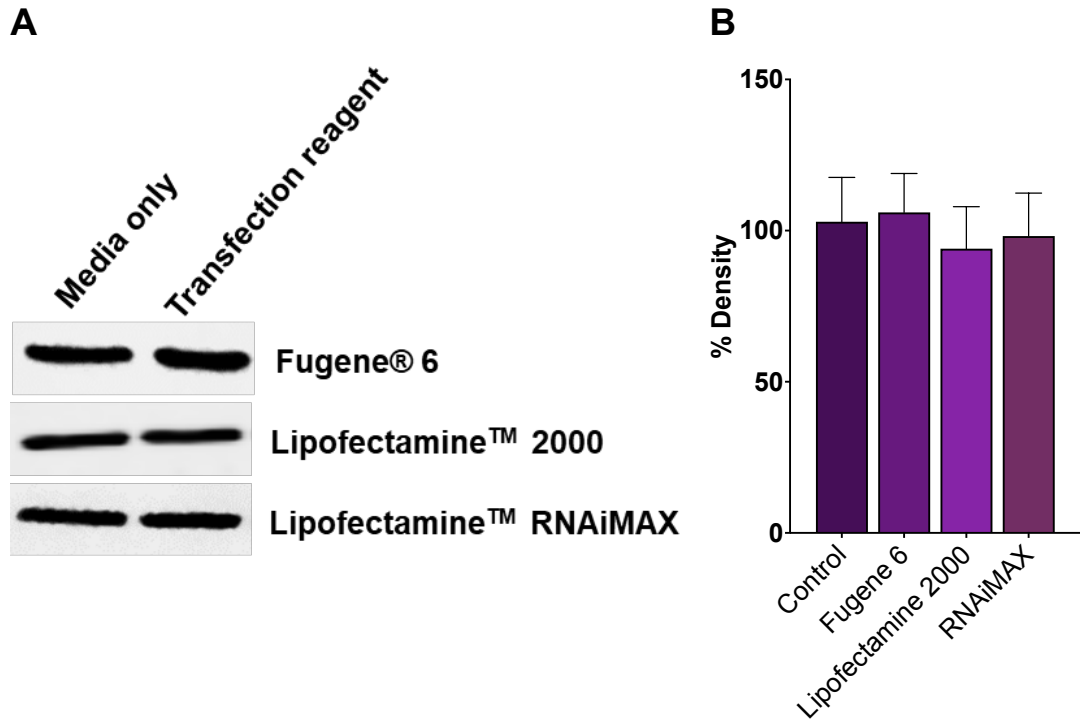 A
Media only
Transfection reagent
Fugene® 6
Lipofectamine™ 2000
Lipofectamine™ RNAiMAX
B
% Density
150
100
50
0
Control
Fugene 6
Lipofectamine 2000
RNAiMAX